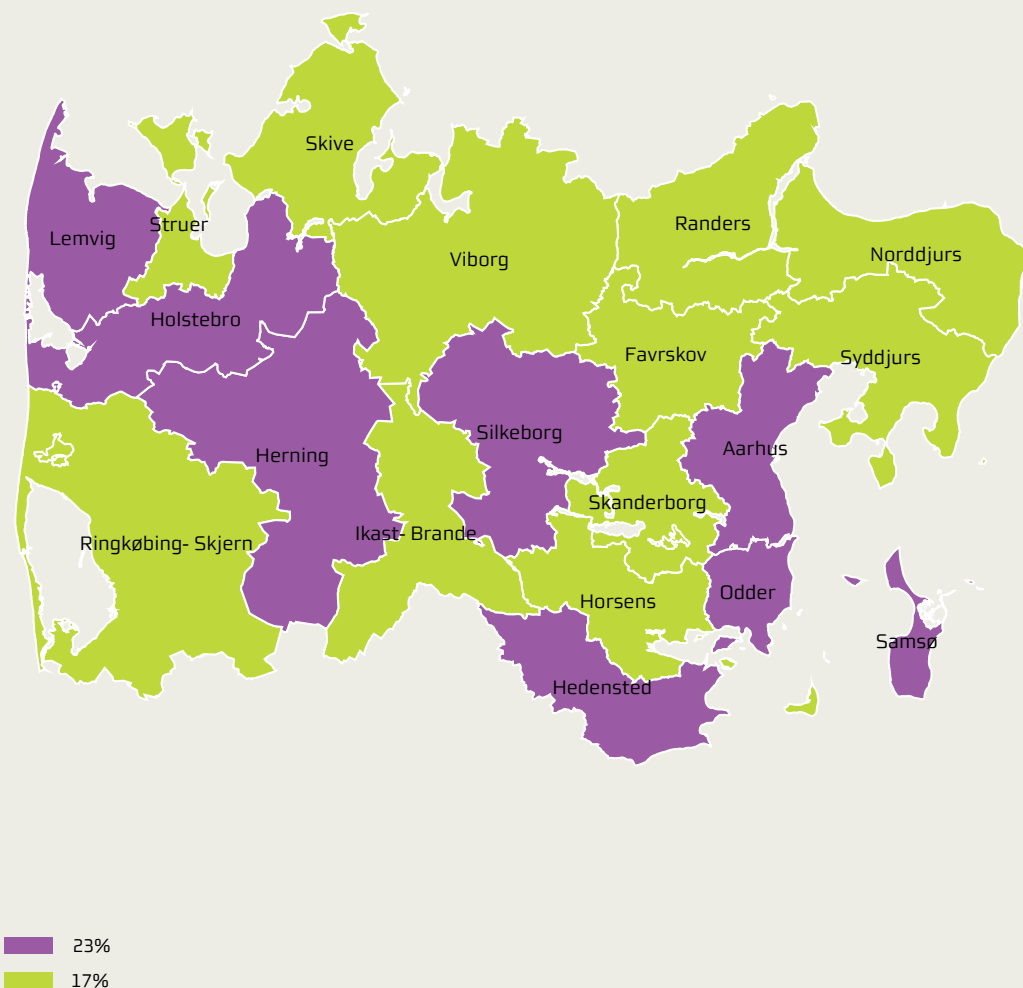 Skive
Struer
Lemvig
Randers
Norddjurs
Viborg
Holstebro
Favrskov
Syddjurs
Silkeborg
Aarhus
Herning
Skanderborg
Ikast- Brande
Ringkøbing- Skjern
Odder
Horsens
Samsø
Hedensted
23%
17%